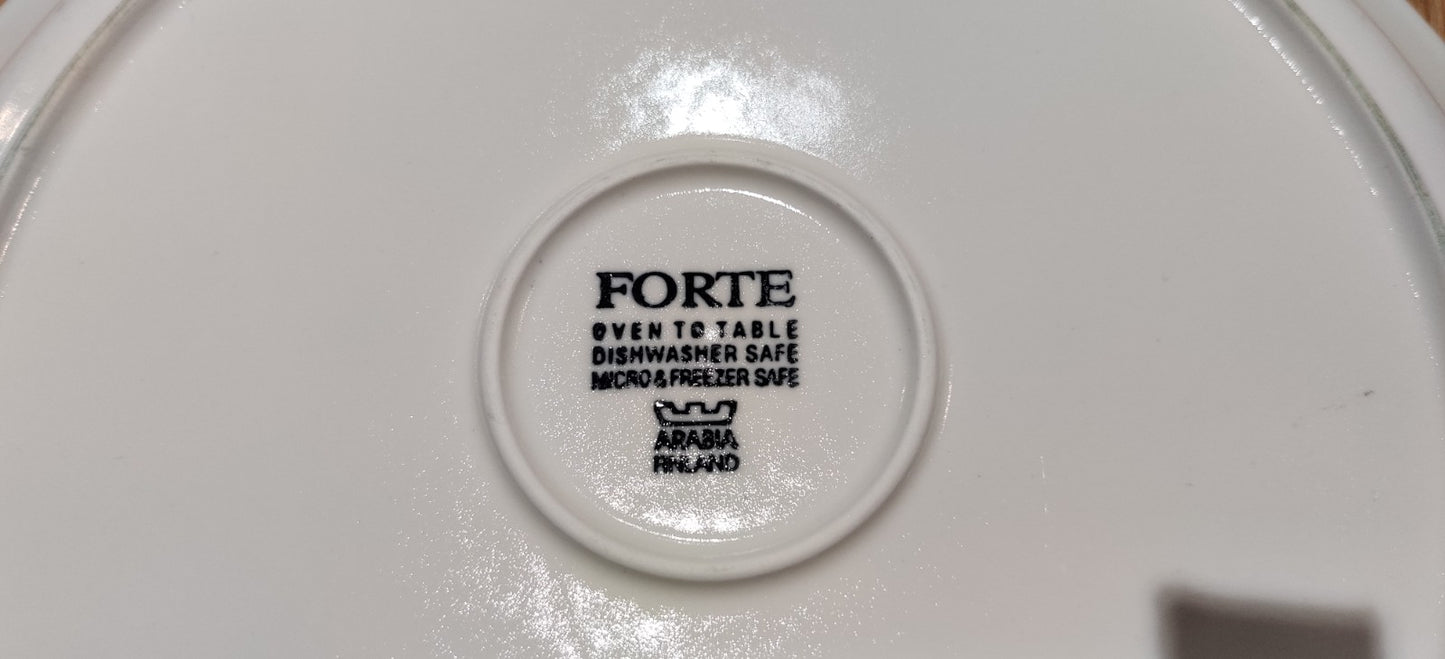 FORTE
OVEN TO TABLE
DISHWASHER SAFE
MICRO & FREEZER SAFE
ARABIA
FINLAND